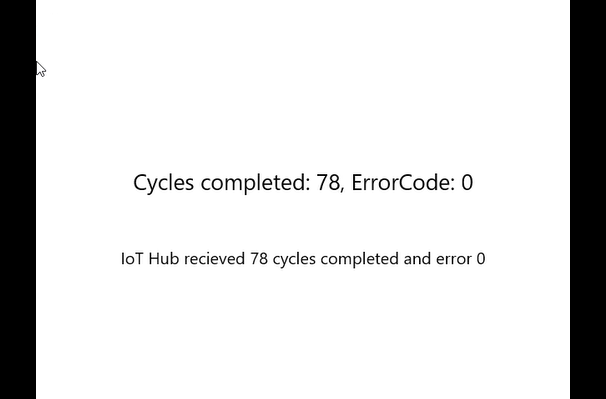 Cycles completed: 78, ErrorCode: 0
IoT Hub recieved 78 cycles completed and error 0